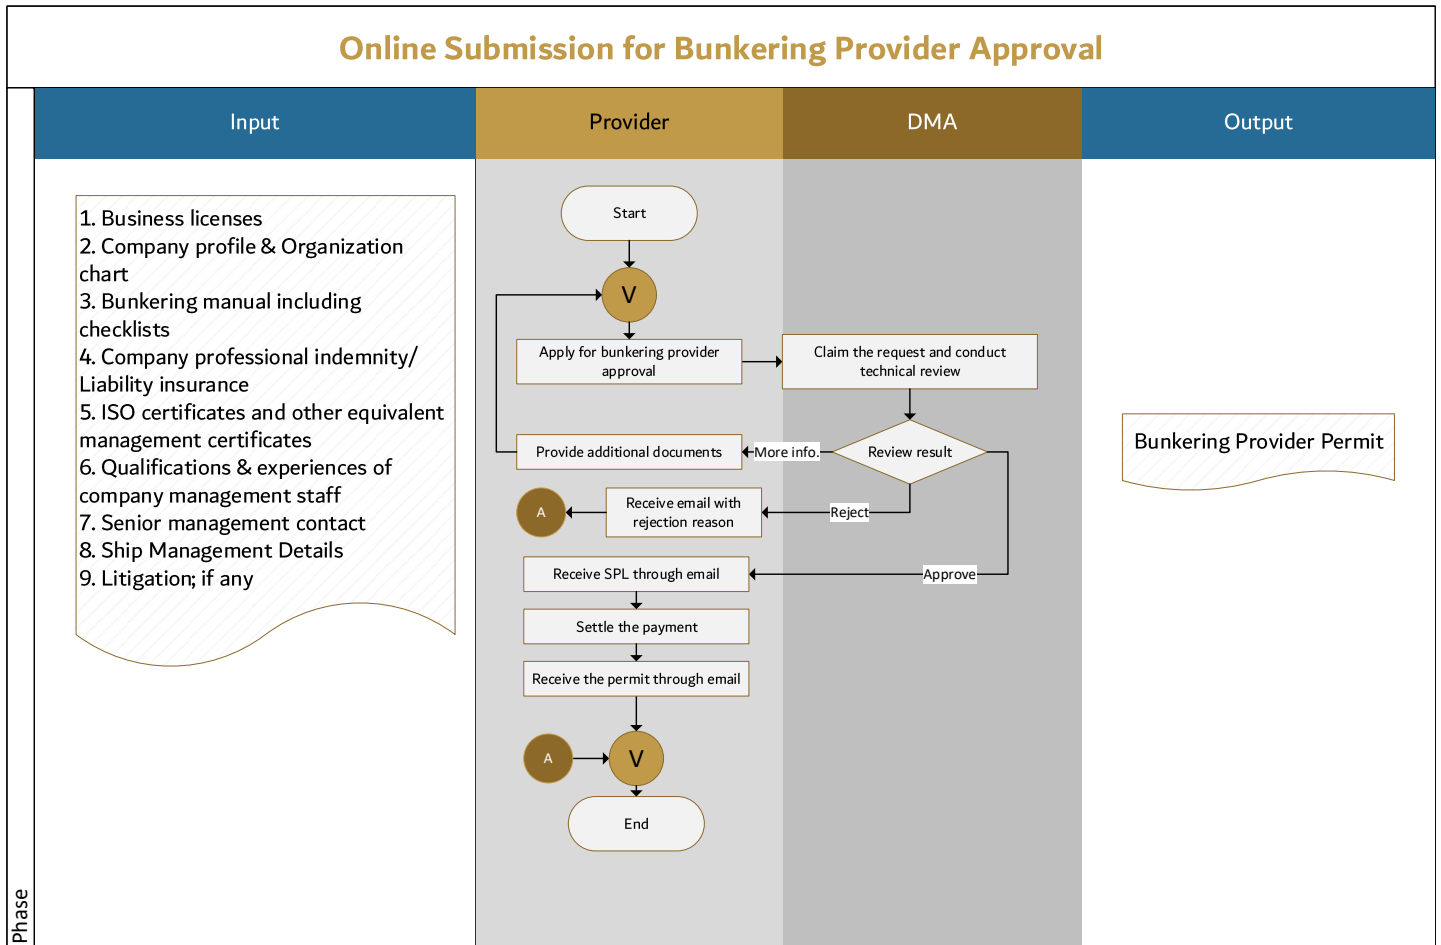 Online Submission for Bunkering Provider Approval
Input
Provider
DMA
Output
1. Business licenses
2. Company profile & Organization
chart
3. Bunkering manual including
checklists
4. Company professional indemnity/
Liability insurance
5. ISO certificates and other equivalent
management certificates
6. Qualifications & experiences of
company management staff
7. Senior management contact
8. Ship Management Details
9. Litigation; if any
Start
V
Apply for bunkering provider
approval
Claim the request and conduct
technical review
Provide additional documents
More info.
Review result
A
Receive email with
rejection reason
Reject
Receive SPL through email
Approve
Settle the payment
Receive the permit through email
A
V
End
Bunkering Provider Permit
Phase